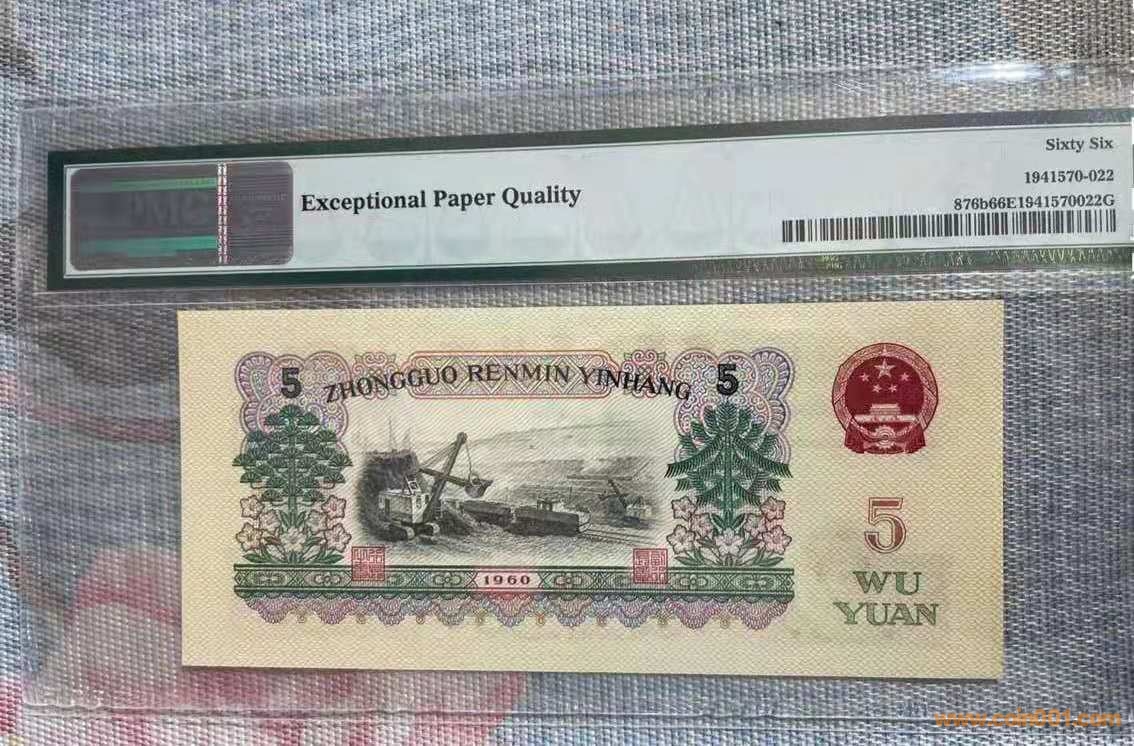 Sixty Six
Exceptional Paper Quality
1941570-022
876b66E1941570022G
5 ZHONGGUO RENMIN YINHANG 5
1960
5
WU
YUAN
www.coin001.com